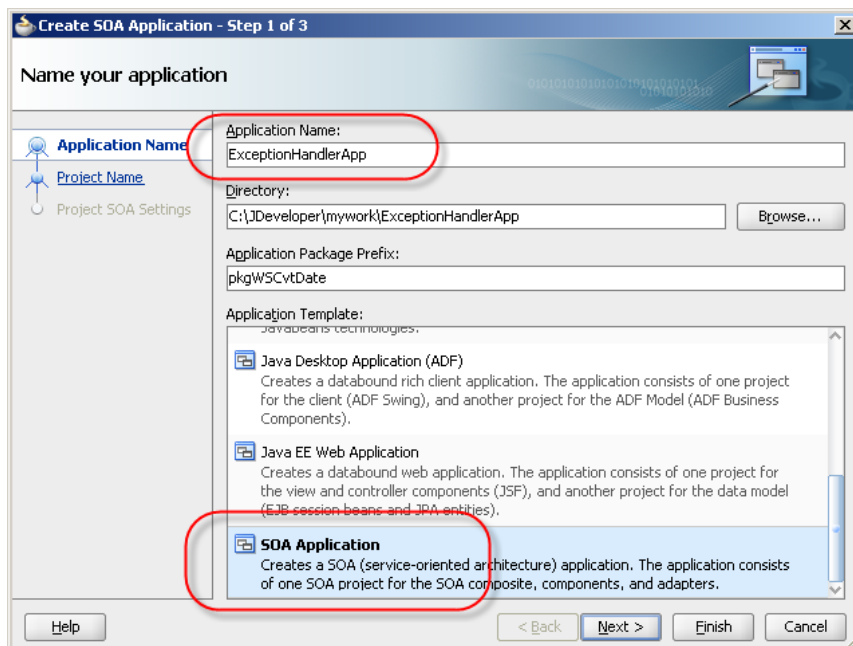 Create SOA Application - Step 1 of 3
Name your application
Application Name
Project Name
Project SOA Settings
Application Name:
ExceptionHandlerApp
Directory:
C:\JDeveloper\mywork\ExceptionHandlerApp
Browse...
Application Package Prefix:
pkgWSCvtDate
Application Template:
Javabeans technologies.
Java Desktop Application (ADF)
Creates a databound rich client application. The application consists of one project
for the client (ADF Swing), and another project for the ADF Model (ADF Business
Components).
Java EE Web Application
Creates a databound web application. The application consists of one project for
the view and controller components (JSF), and another project for the data model
(EJB session beans and JPA entities).
SOA Application
Creates a SOA (service-oriented architecture) application. The application consists
of one SOA project for the SOA composite, components, and adapters.
Help
< Back
Next >
Finish
Cancel